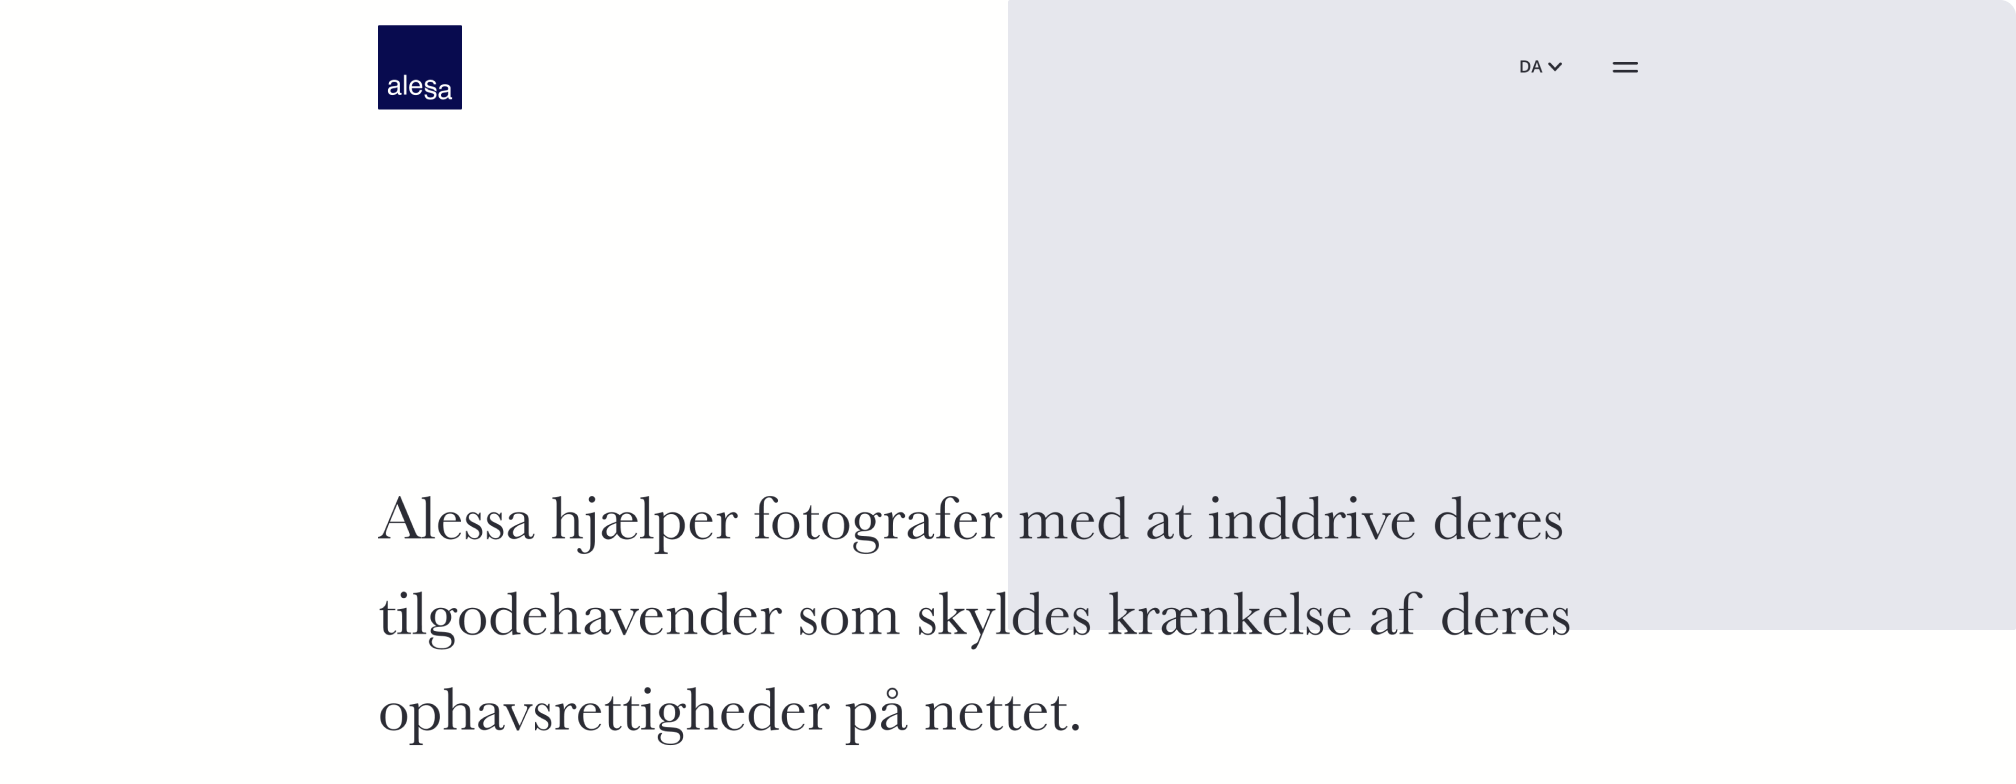 alessa
DA
Alessa hjælper fotografer med at inddrive deres
tilgodehavender som skyldes krænkelse af deres
ophavsrettigheder på nettet.